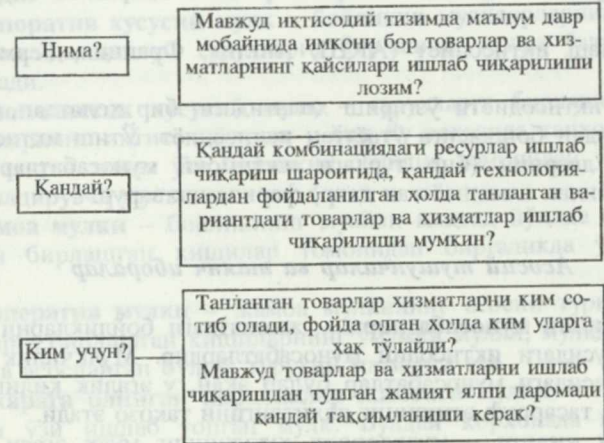 Нима?
Мавжуд иқтисодий тизимда маълум давр
мобайнида имкони бор товарлар ва хиз-
матларнинг қайсилари ишлаб чиқарилиши
лозим?
Қандай?
Қандай комбинациядаги ресурлар ишлаб
чиқариш шароитида, қандай технология-
лардан фойдаланилган ҳолда танланган ва-
риантдаги товарлар ва хизматлар ишлаб
чиқарилиши мумкин?
Ким учун?
Танланган товарлар хизматларни ким со-
тиб олади, фойда олган ҳолда ким уларга
ҳақ тўлайди?
Мавжуд товарлар ва хизматларни ишлаб
чиқаришдан тушган жамият ялпи даромади
қандай тақсимланиши керак?